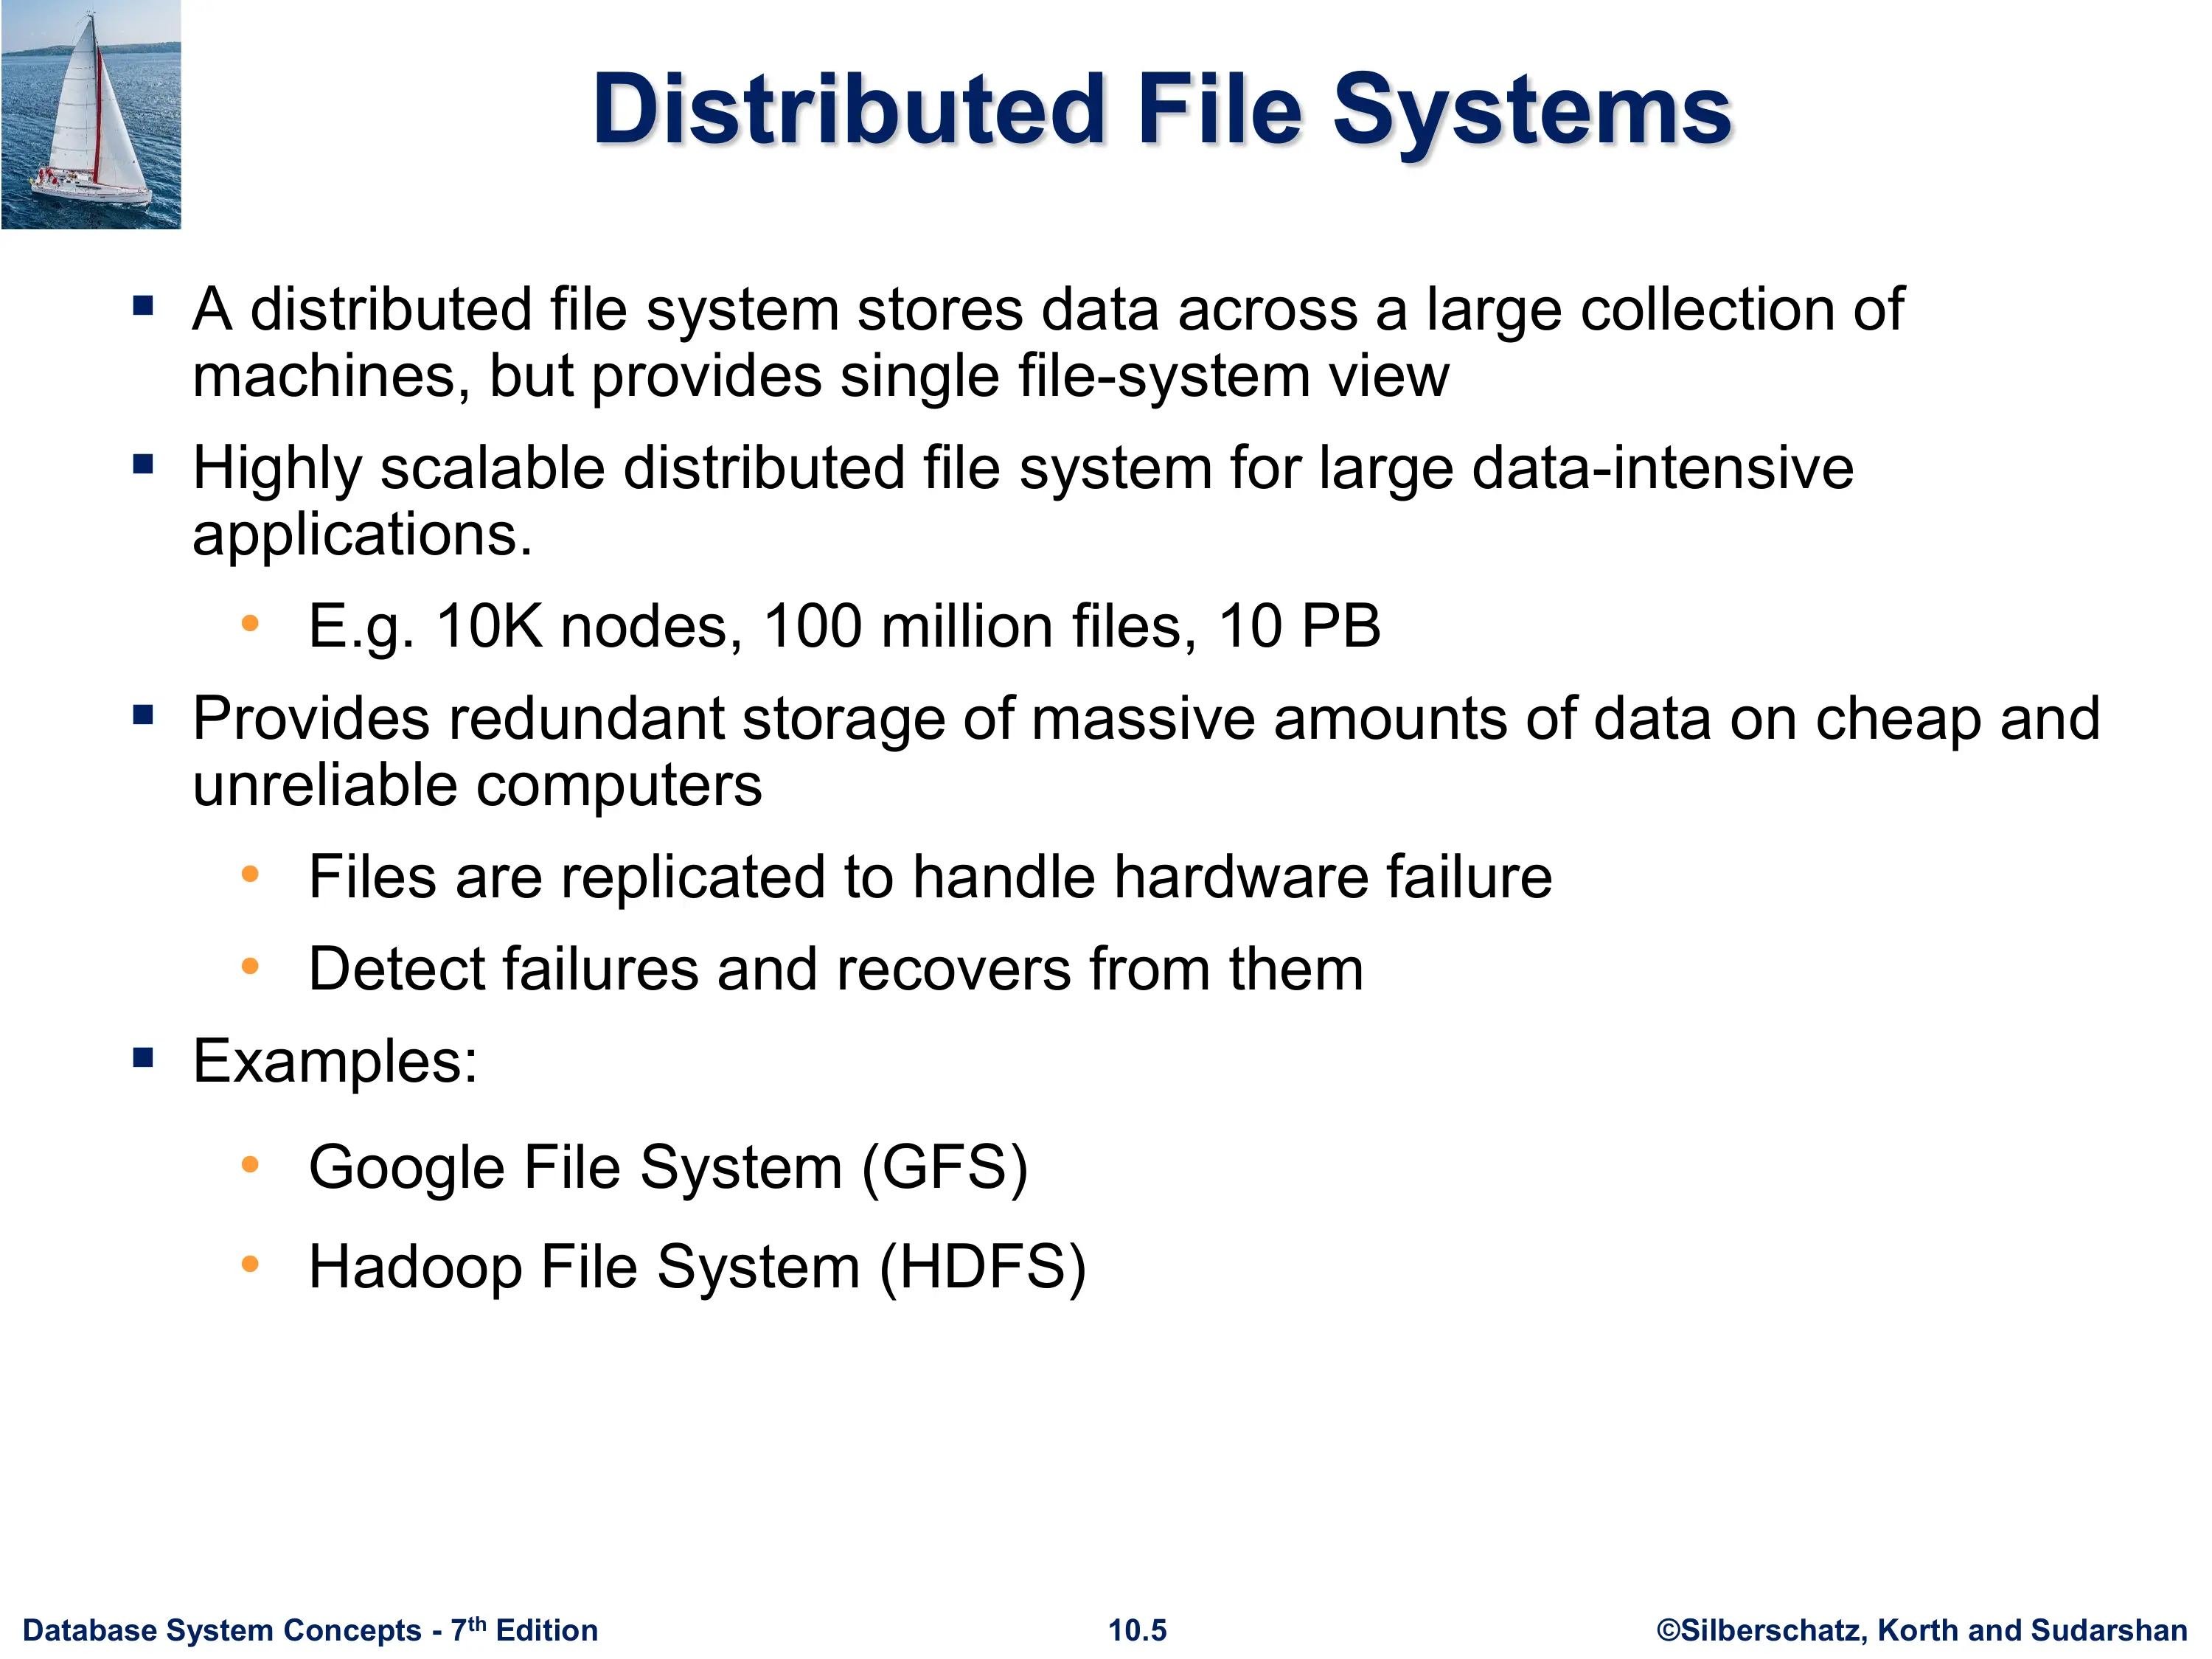 Distributed File Systems
▪ A distributed file system stores data across a large collection of
machines, but provides single file-system view
▪ Highly scalable distributed file system for large data-intensive
applications.
• E.g. 10K nodes, 100 million files, 10 PB
▪ Provides redundant storage of massive amounts of data on cheap and
unreliable computers
• Files are replicated to handle hardware failure
• Detect failures and recovers from them
▪ Examples:
• Google File System (GFS)
• Hadoop File System (HDFS)
Database System Concepts - 7th Edition 10.5 ©Silberschatz, Korth and Sudarshan